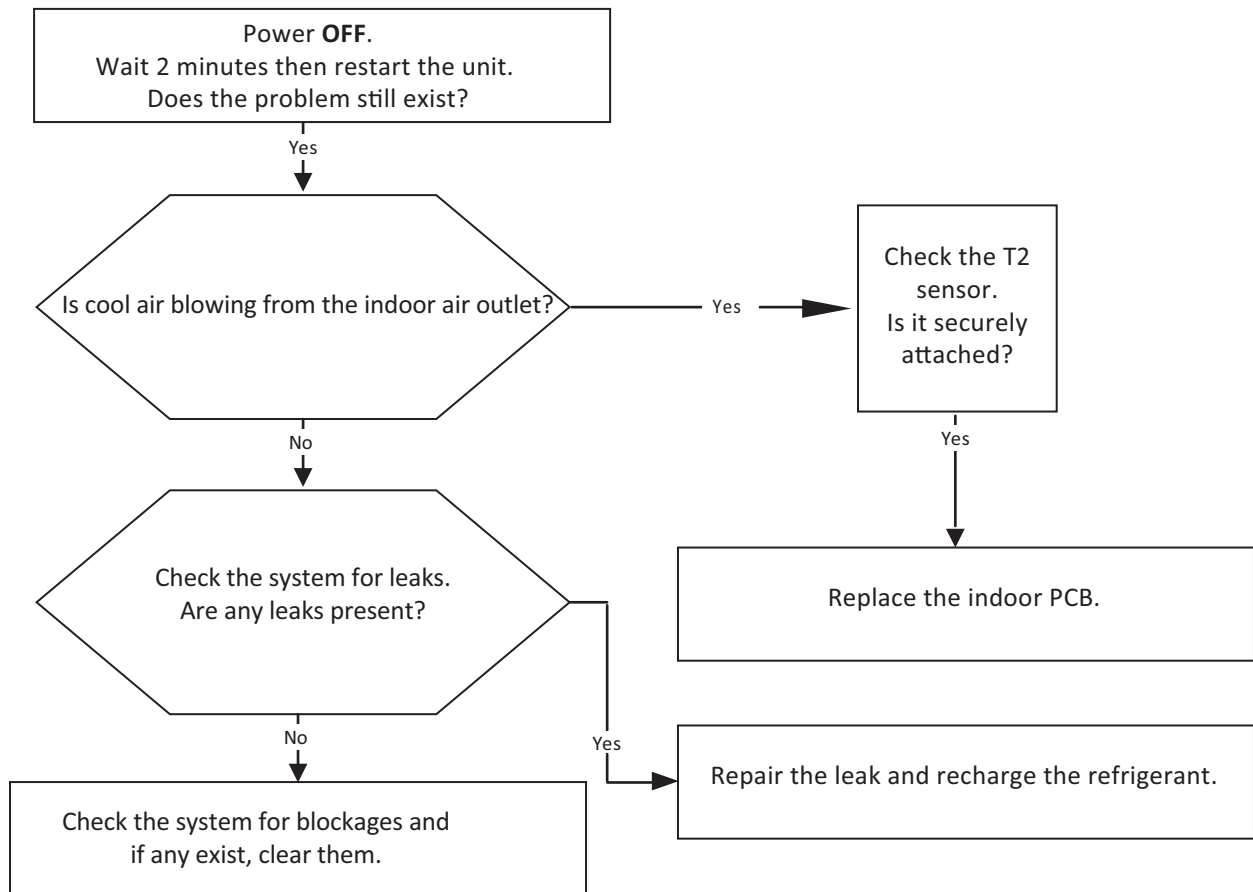 Power OFF.
Wait 2 minutes then restart the unit.
Does the problem still exist?
Yes
Is cool air blowing from the indoor air outlet?
Yes
Check the T2
sensor.
Is it securely
attached?
Yes
Replace the indoor PCB.
No
Check the system for leaks.
Are any leaks present?
Yes
Repair the leak and recharge the refrigerant.
No
Check the system for blockages and
if any exist, clear them.